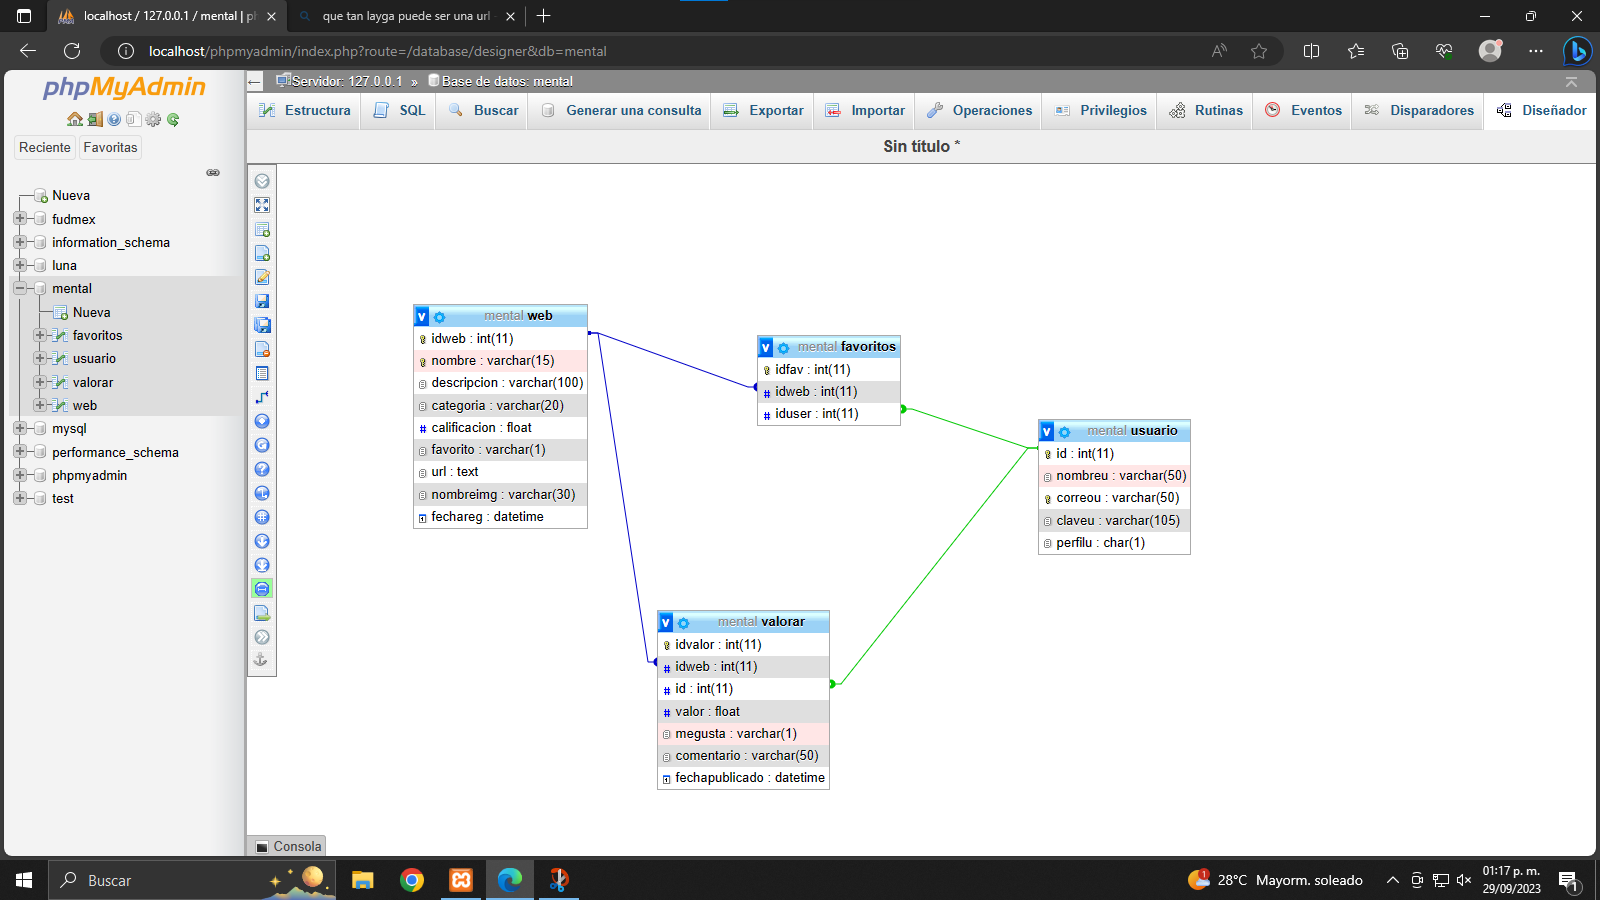 localhost / 127.0.0.1 / mental | ph
que tan layga puede ser una url -
localhost/phpmyadmin/index.php?route=/database/designer&db=mental
phpMyAdmin
Reciente
Favoritas
Nueva
fudmex
information_schema
luna
mental
Nueva
favoritos
usuario
valorar
web
mysql
performance_schema
phpmyadmin
test
Servidor: 127.0.0.1 » Base de datos: mental
Estructura
SQL
Buscar
Generar una consulta
Exportar
Importar
Operaciones
Privilegios
Rutinas
Eventos
Disparadores
Diseñador
Sin título *
v mental web
idweb : int(11)
nombre : varchar(15)
descripcion : varchar(100)
categoria : varchar(20)
# calificacion : float
favorito : varchar(1)
url : text
nombreimg : varchar(30)
fechareg : datetime
v mental favoritos
idfav : int(11)
# idweb : int(11)
# iduser : int(11)
v mental usuario
id : int(11)
nombreu : varchar(50)
correou : varchar(50)
claveu : varchar(105)
perfilu : char(1)
v mental valorar
idvalor : int(11)
# idweb : int(11)
# id : int(11)
# valor : float
megusta : varchar(1)
comentario : varchar(50)
fechapublicado : datetime
Consola
Buscar
1
28°C Mayorm. soleado
01:17 p. m.
29/09/2023
1